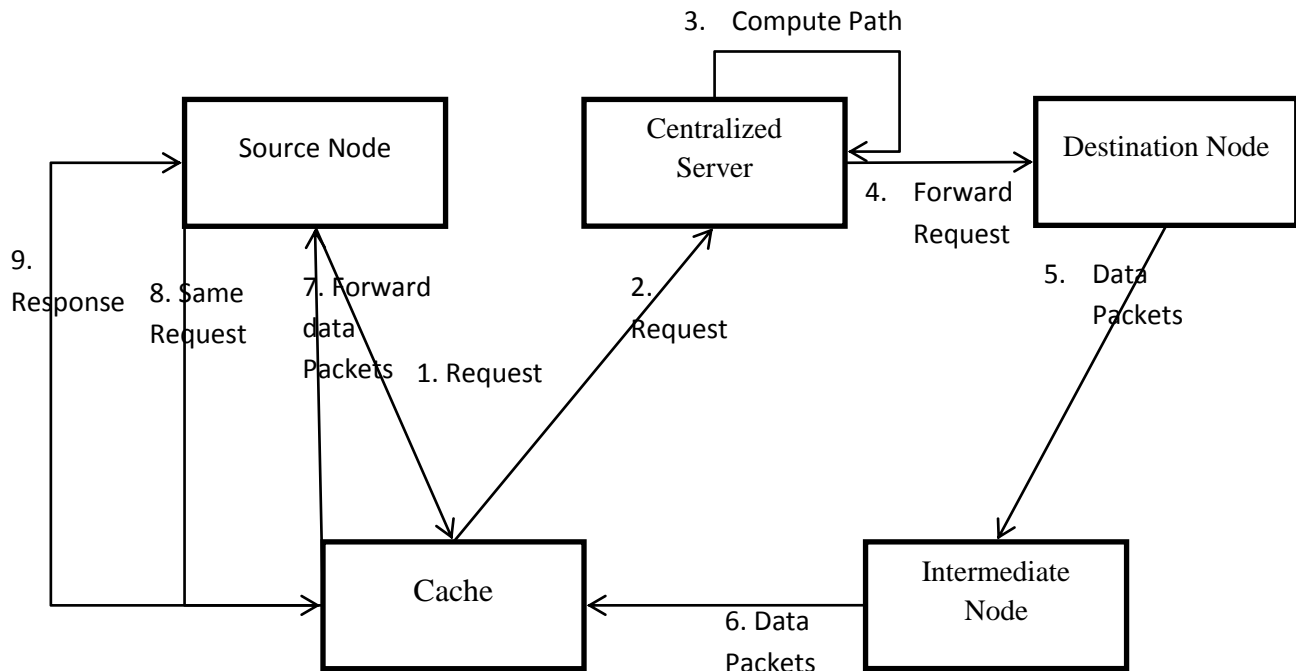 3. Compute Path
Source Node
Centralized
Server
Destination Node
4. Forward
Request
9.
Response
8. Same
Request
7. Forward
data
Packets
1. Request
2.
Request
5. Data
Packets
Cache
Intermediate
Node
6. Data
Packets